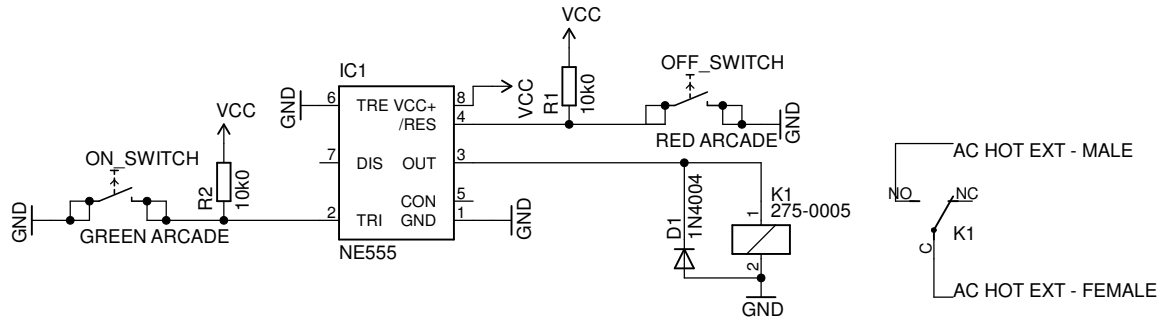 VCC
OFF_SWITCH
IC1
GND
6
TRE
VCC+
8
VCC
R1
10k0
/RES
4
GND
RED ARCADE
VCC
ON_SWITCH
R2
10k0
7
DIS
OUT
3
AC HOT EXT - MALE
NO
NC
CON
5
D1
1N4004
1
K1
275-0005
GND
GREEN ARCADE
2
TRI
GND
1
GND
K1
C
NE555
2
GND
AC HOT EXT - FEMALE